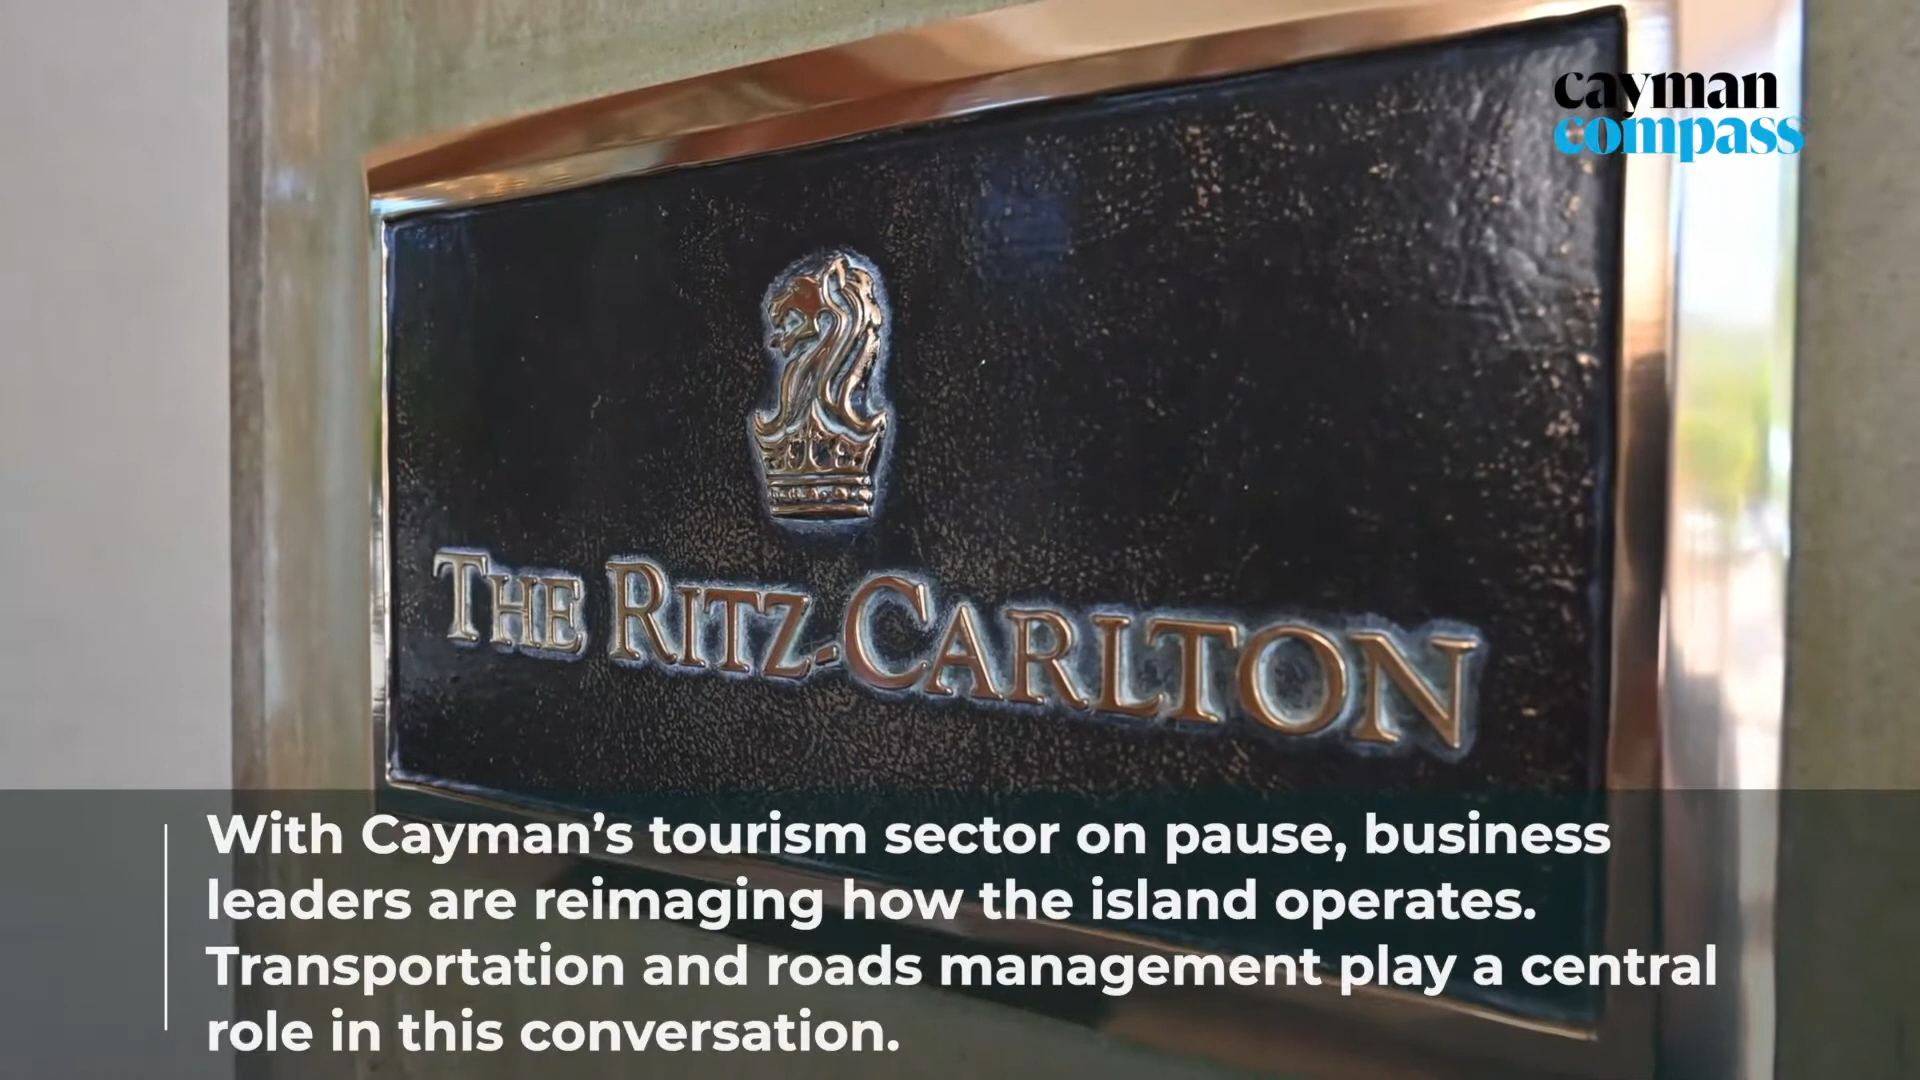 cayman
compass
THE RITZ-CARLTON
With Cayman's tourism sector on pause, business
leaders are reimaging how the island operates.
Transportation and roads management play a central
role in this conversation.